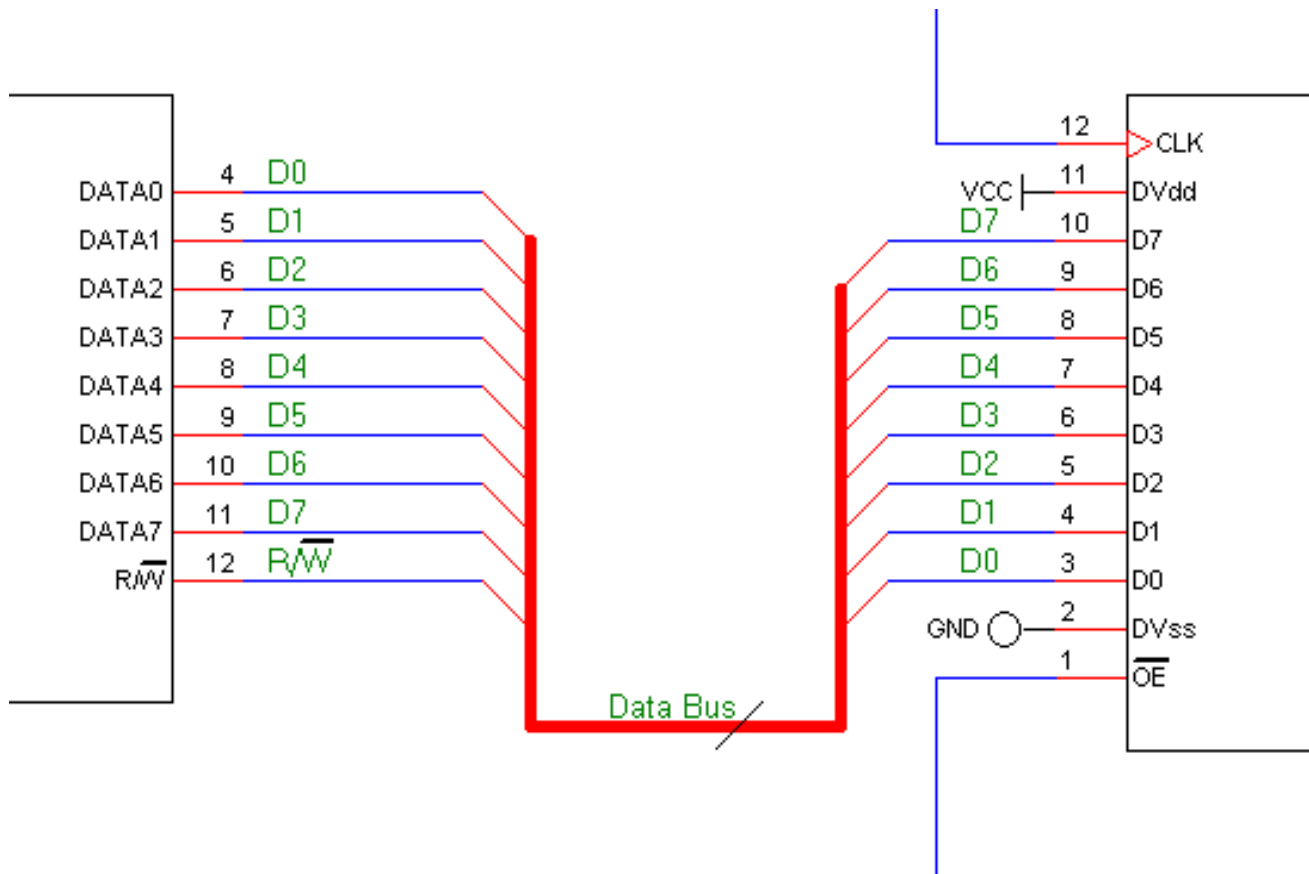 12 CLK
VCC 11 DVdd
DATA0 4 D0
D7 10 D7
DATA1 5 D1
D6 9 D6
DATA2 6 D2
D5 8 D5
DATA3 7 D3
D4 7 D4
DATA4 8 D4
D3 6 D3
DATA5 9 D5
D2 5 D2
DATA6 10 D6
D1 4 D1
DATA7 11 D7
D0 3 D0
R/W̅ 12 R/W̅
GND 2 DVss
1 O̅E̅
Data Bus